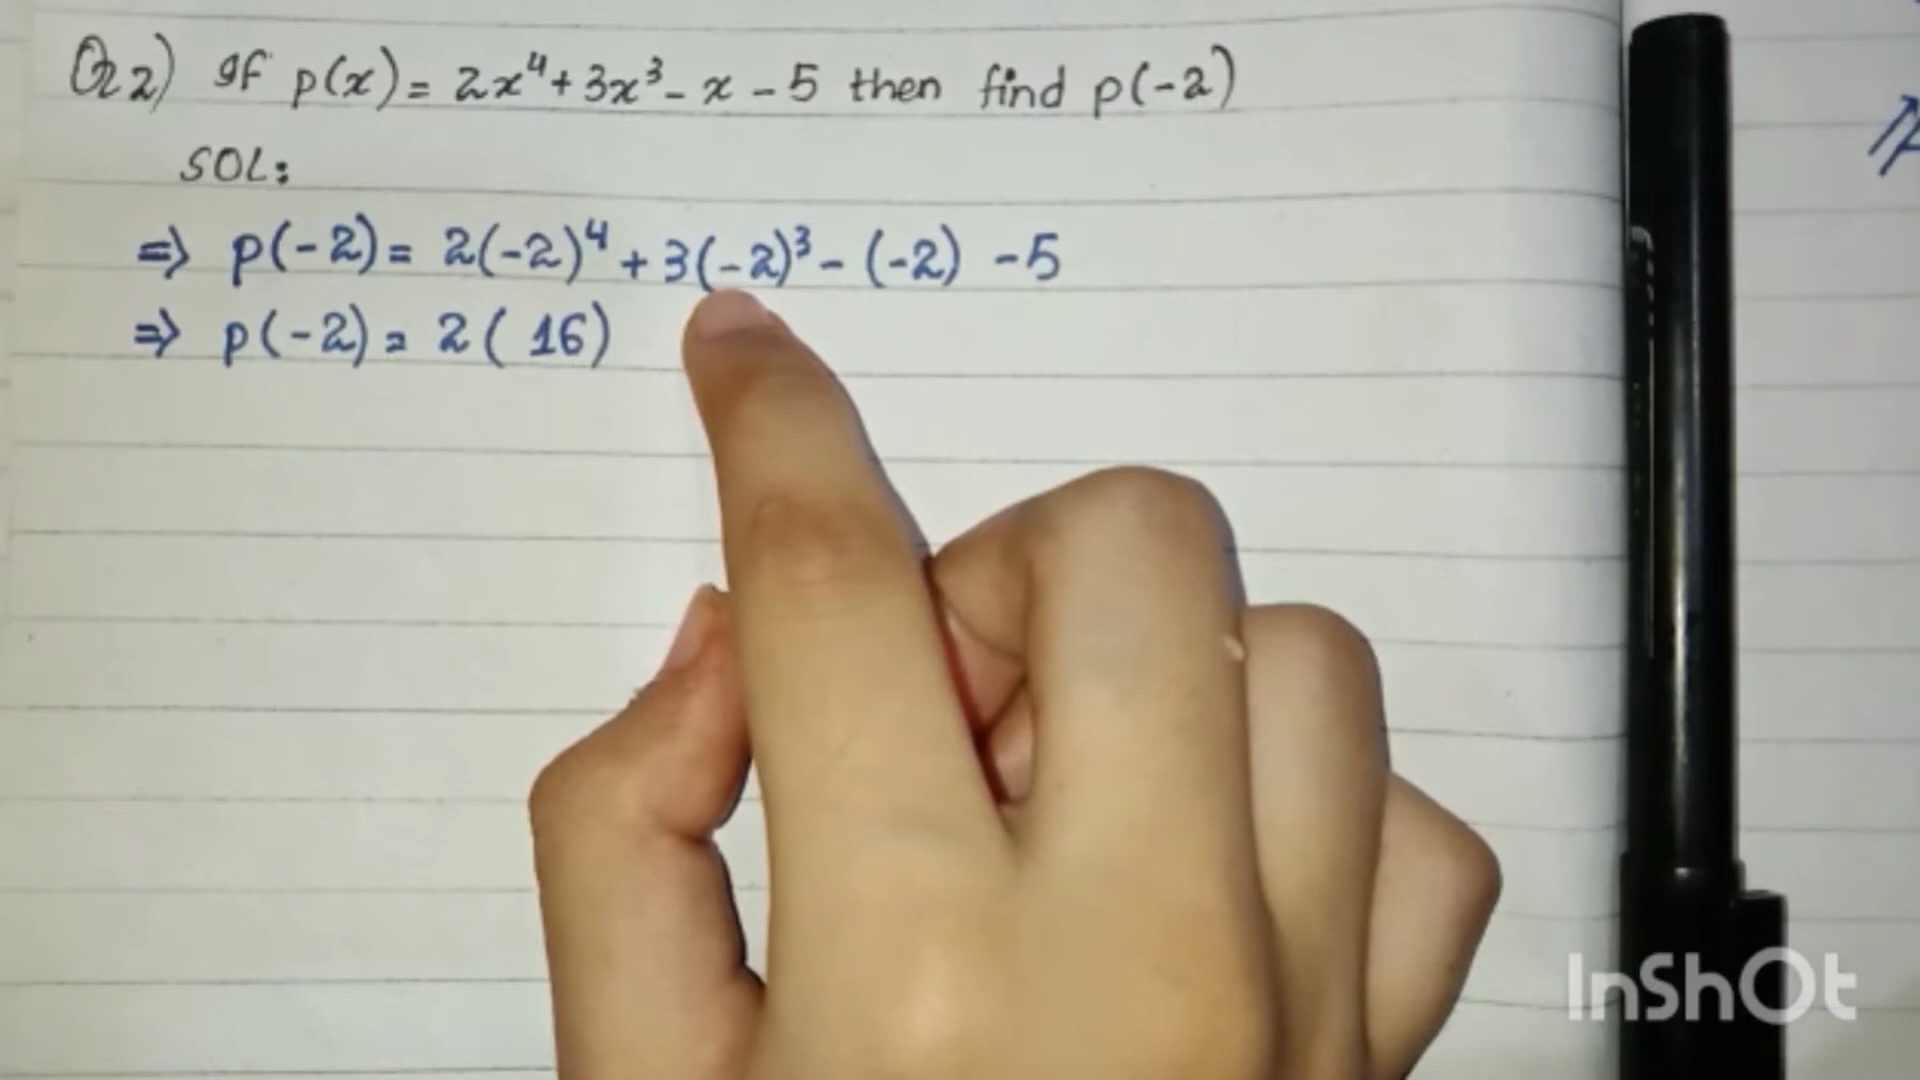 Q2) If p(x) = 2x⁴ + 3x³ - x - 5 then find p(-2)
SOL:
⇒ p(-2) = 2(-2)⁴ + 3(-2)³ - (-2) - 5
⇒ p(-2) = 2( 16)
InShOt